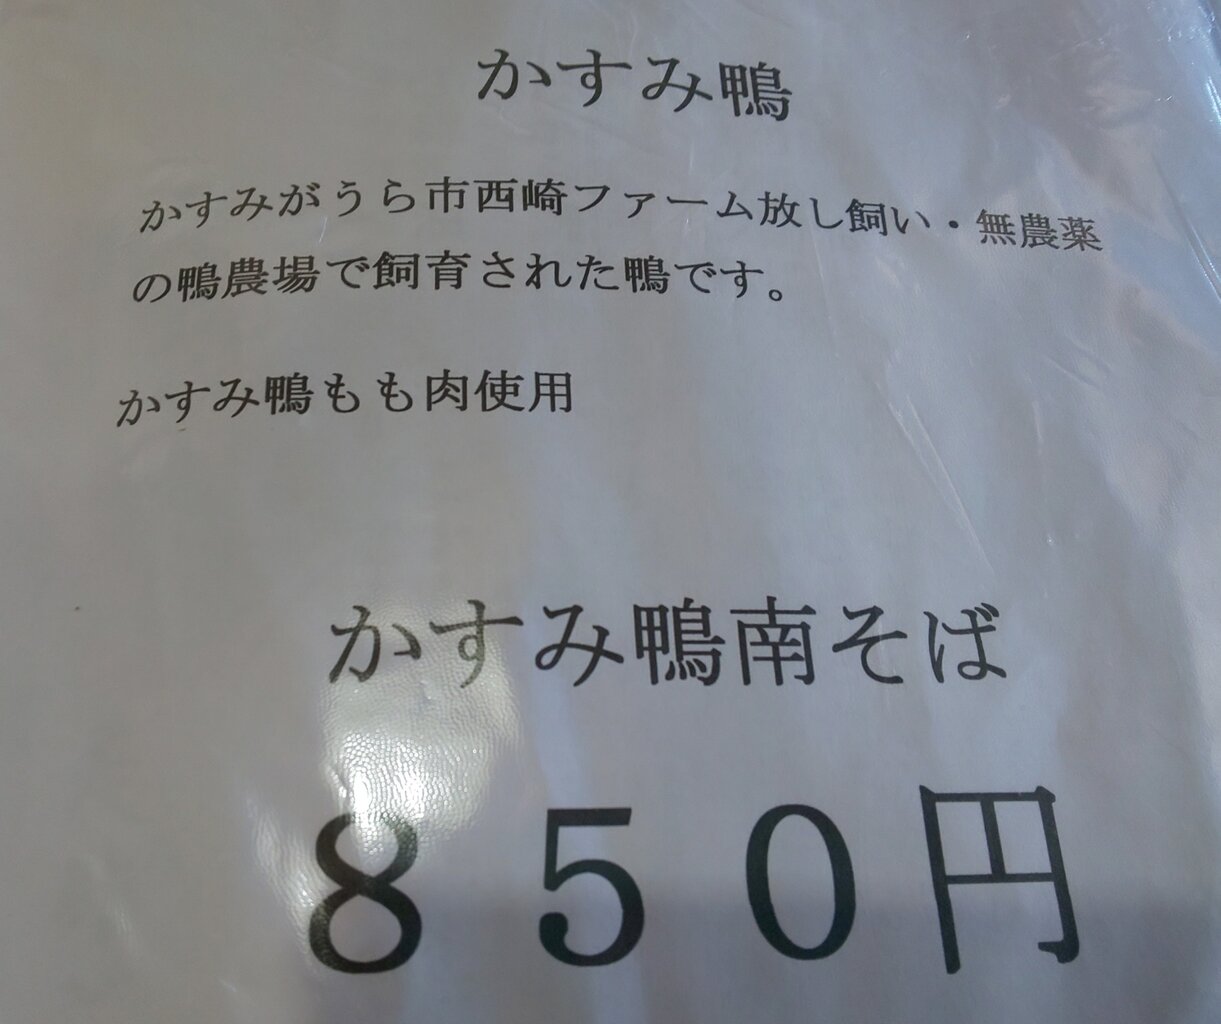 かすみ鴨
かすみがうら市西崎ファーム放し飼い・無農薬
の鴨農場で飼育された鴨です。
かすみ鴨もも肉使用
かすみ鴨南そば
８５０円